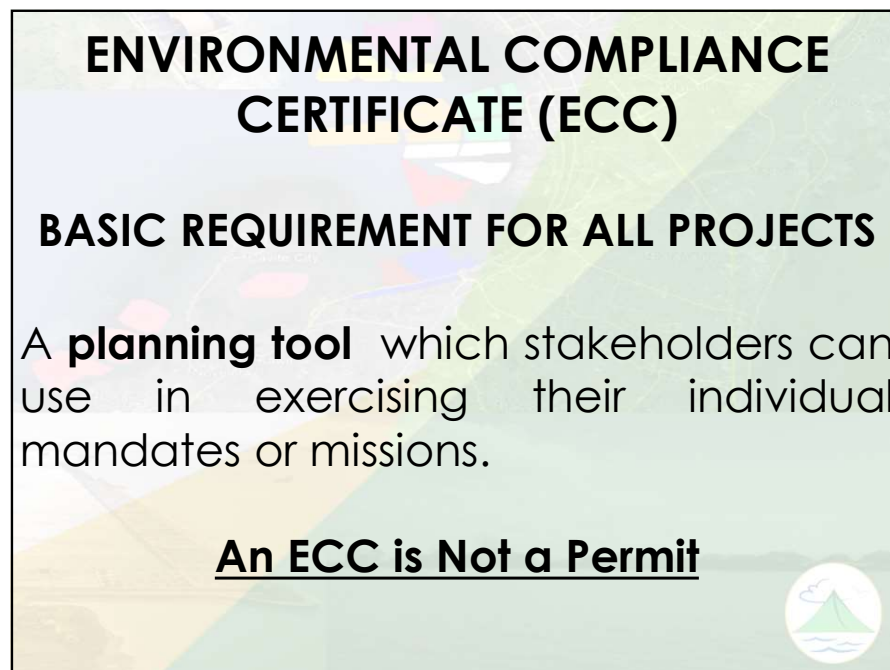 ENVIRONMENTAL COMPLIANCE
CERTIFICATE (ECC)
BASIC REQUIREMENT FOR ALL PROJECTS
A planning tool which stakeholders can
use in exercising their individual
mandates or missions.
An ECC is Not a Permit